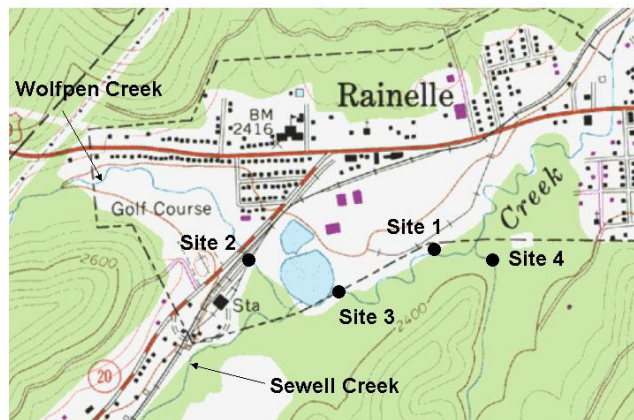 Wolfpen Creek
Rainelle
BM
2416
Golf Course
Creek
Site 1
Site 2
Site 4
2600
Sta
Site 3
2400
20
Sewell Creek